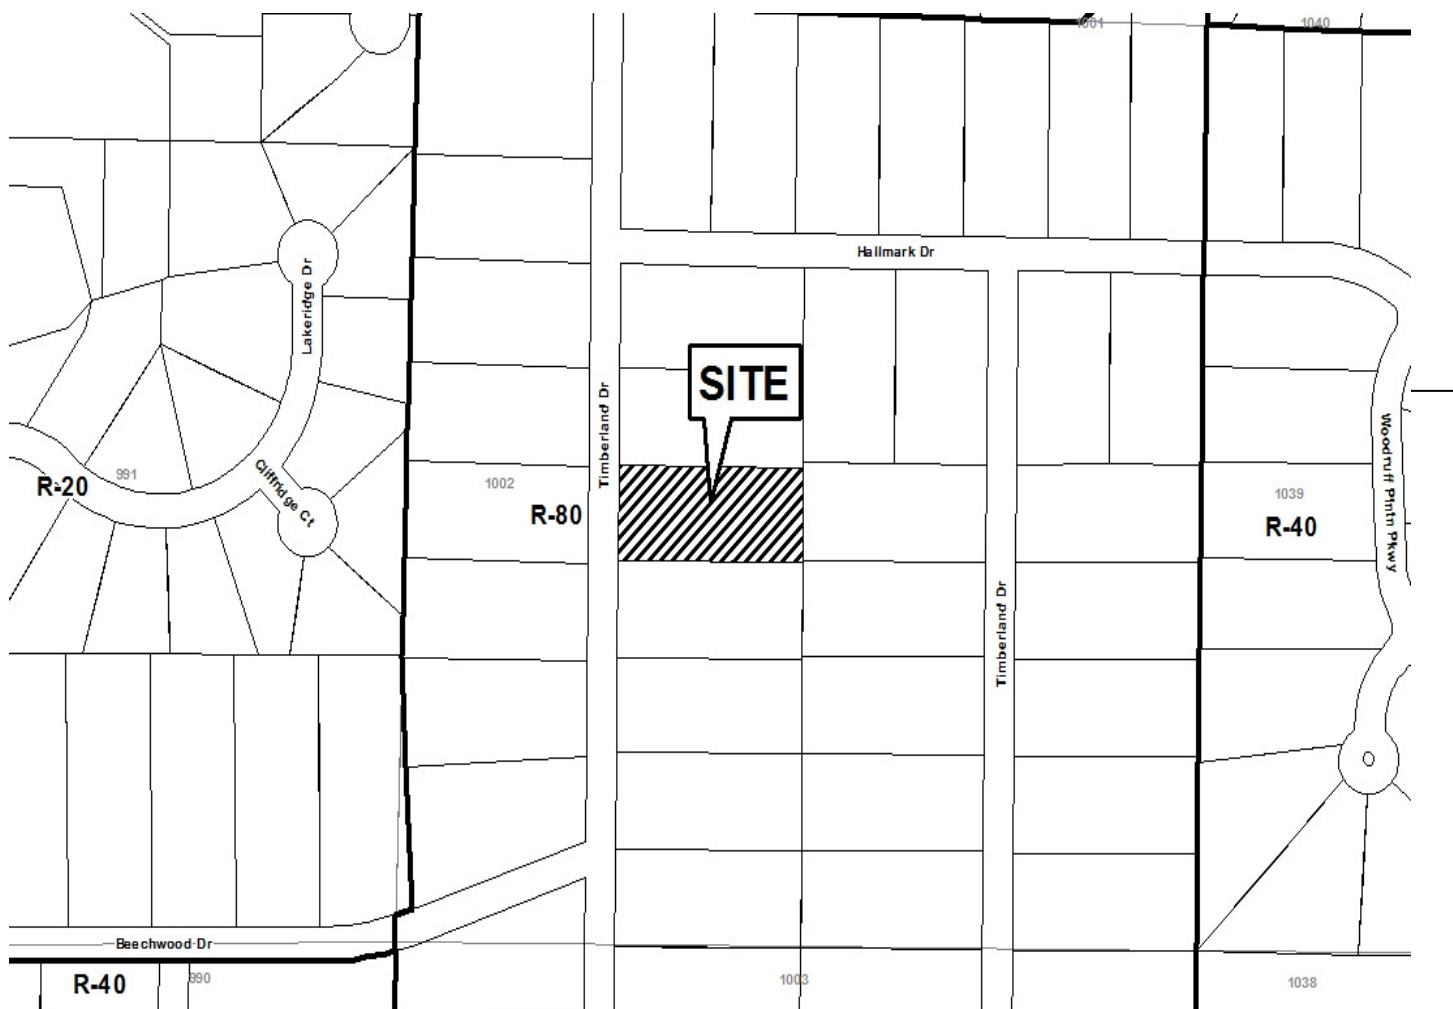 1001
1040
Hallmark Dr
Lakeridge Dr
SITE
Timberland Dr
Woodruff Plntn Pkwy
991
R-20
Cliffridge Ct
1002
R-80
1039
R-40
Timberland Dr
Beechwood Dr
R-40
990
1003
1038